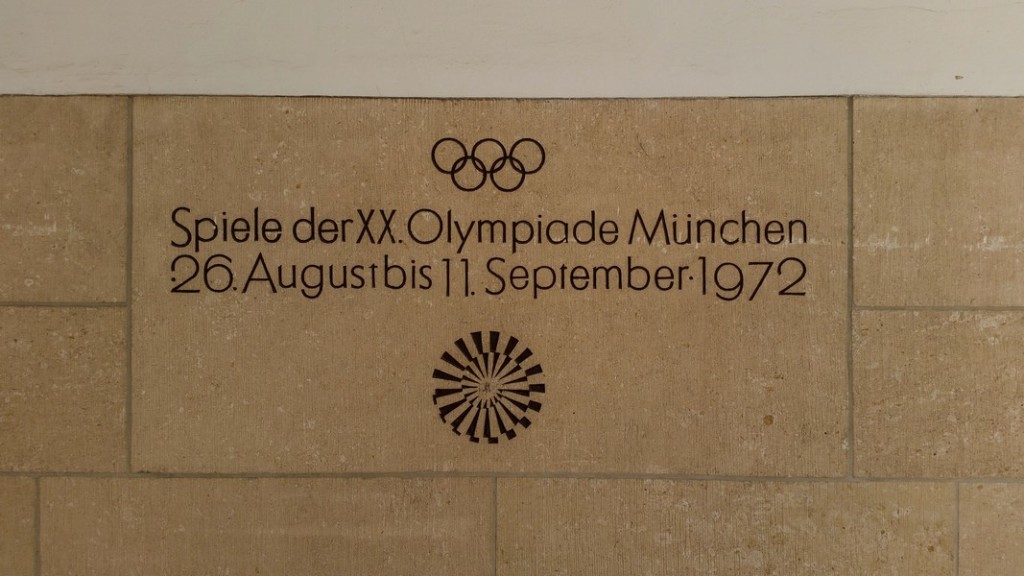 Spiele der XX. Olympiade München
26. August bis 11. September 1972